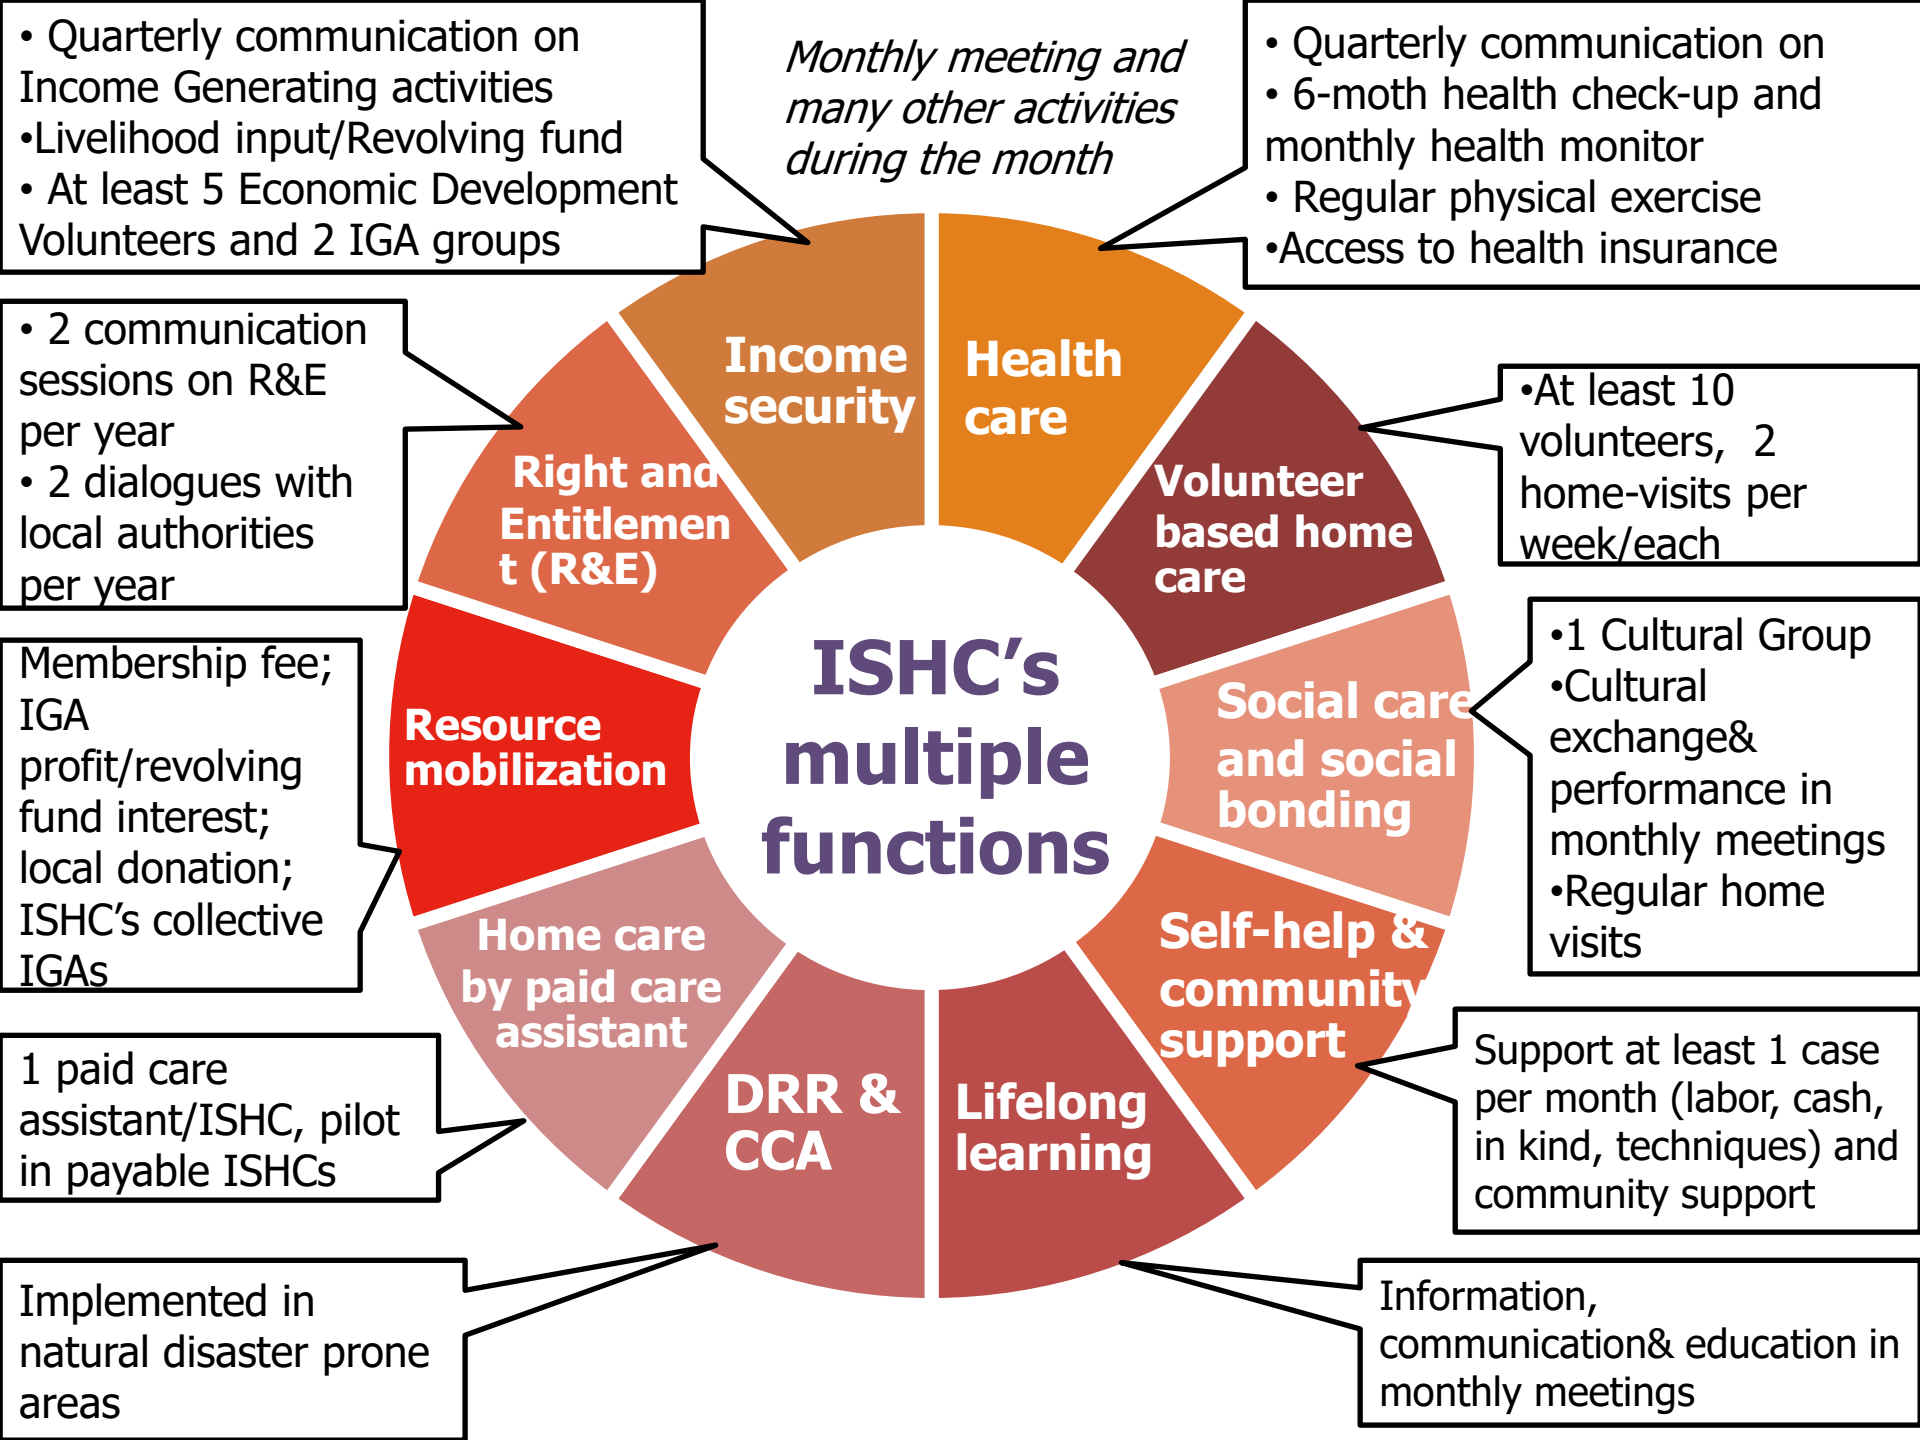 • Quarterly communication on
Income Generating activities
•Livelihood input/Revolving fund
• At least 5 Economic Development
Volunteers and 2 IGA groups
Monthly meeting and
many other activities
during the month
• Quarterly communication on
• 6-moth health check-up and
monthly health monitor
• Regular physical exercise
•Access to health insurance
• 2 communication
sessions on R&E
per year
• 2 dialogues with
local authorities
per year
Income
security
Health
care
Right and
Entitlemen
t (R&E)
Volunteer
based home
care
•At least 10
volunteers, 2
home-visits per
week/each
Membership fee;
IGA
profit/revolving
fund interest;
local donation;
ISHC’s collective
IGAs
Resource
mobilization
ISHC’s
multiple
functions
Social care
and social
bonding
•1 Cultural Group
•Cultural
exchange&
performance in
monthly meetings
•Regular home
visits
Home care
by paid care
assistant
Self-help &
community
support
1 paid care
assistant/ISHC, pilot
in payable ISHCs
DRR &
CCA
Lifelong
learning
Support at least 1 case
per month (labor, cash,
in kind, techniques) and
community support
Implemented in
natural disaster prone
areas
Information,
communication& education in
monthly meetings